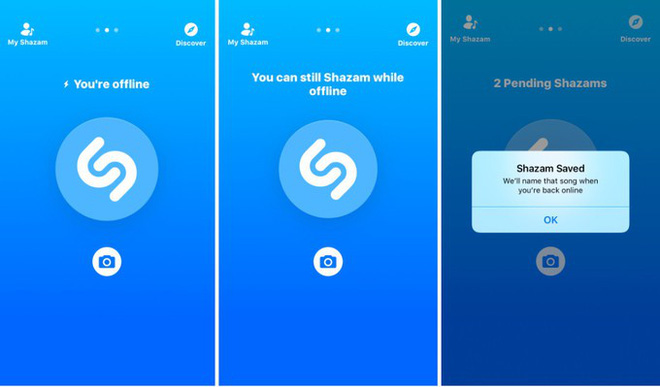 My Shazam
Discover
You're offline
My Shazam
Discover
You can still Shazam while
offline
My Shazam
Discover
2 Pending Shazams
Shazam Saved
We'll name that song when
you're back online
OK